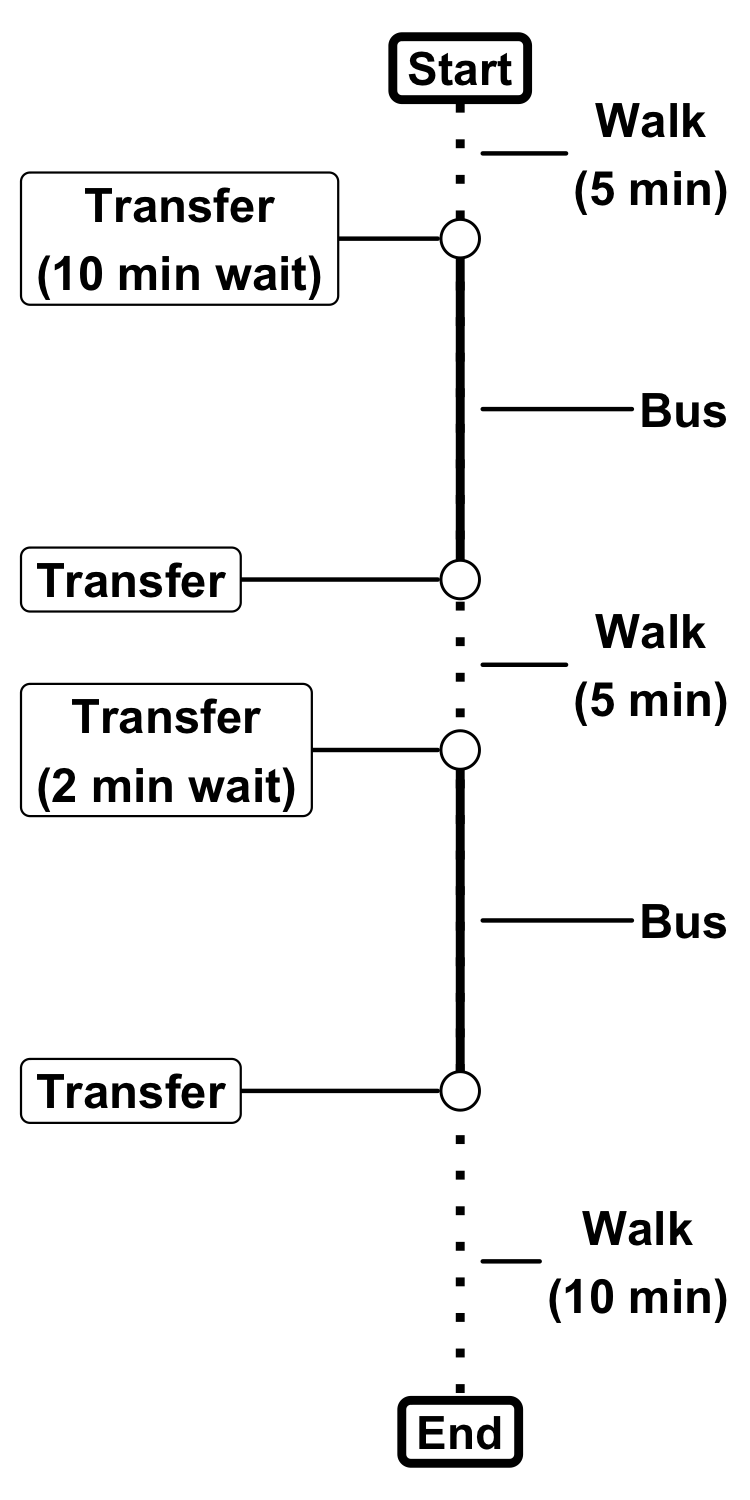 Start
Walk
(5 min)
Transfer
(10 min wait)
Bus
Transfer
Walk
(5 min)
Transfer
(2 min wait)
Bus
Transfer
Walk
(10 min)
End